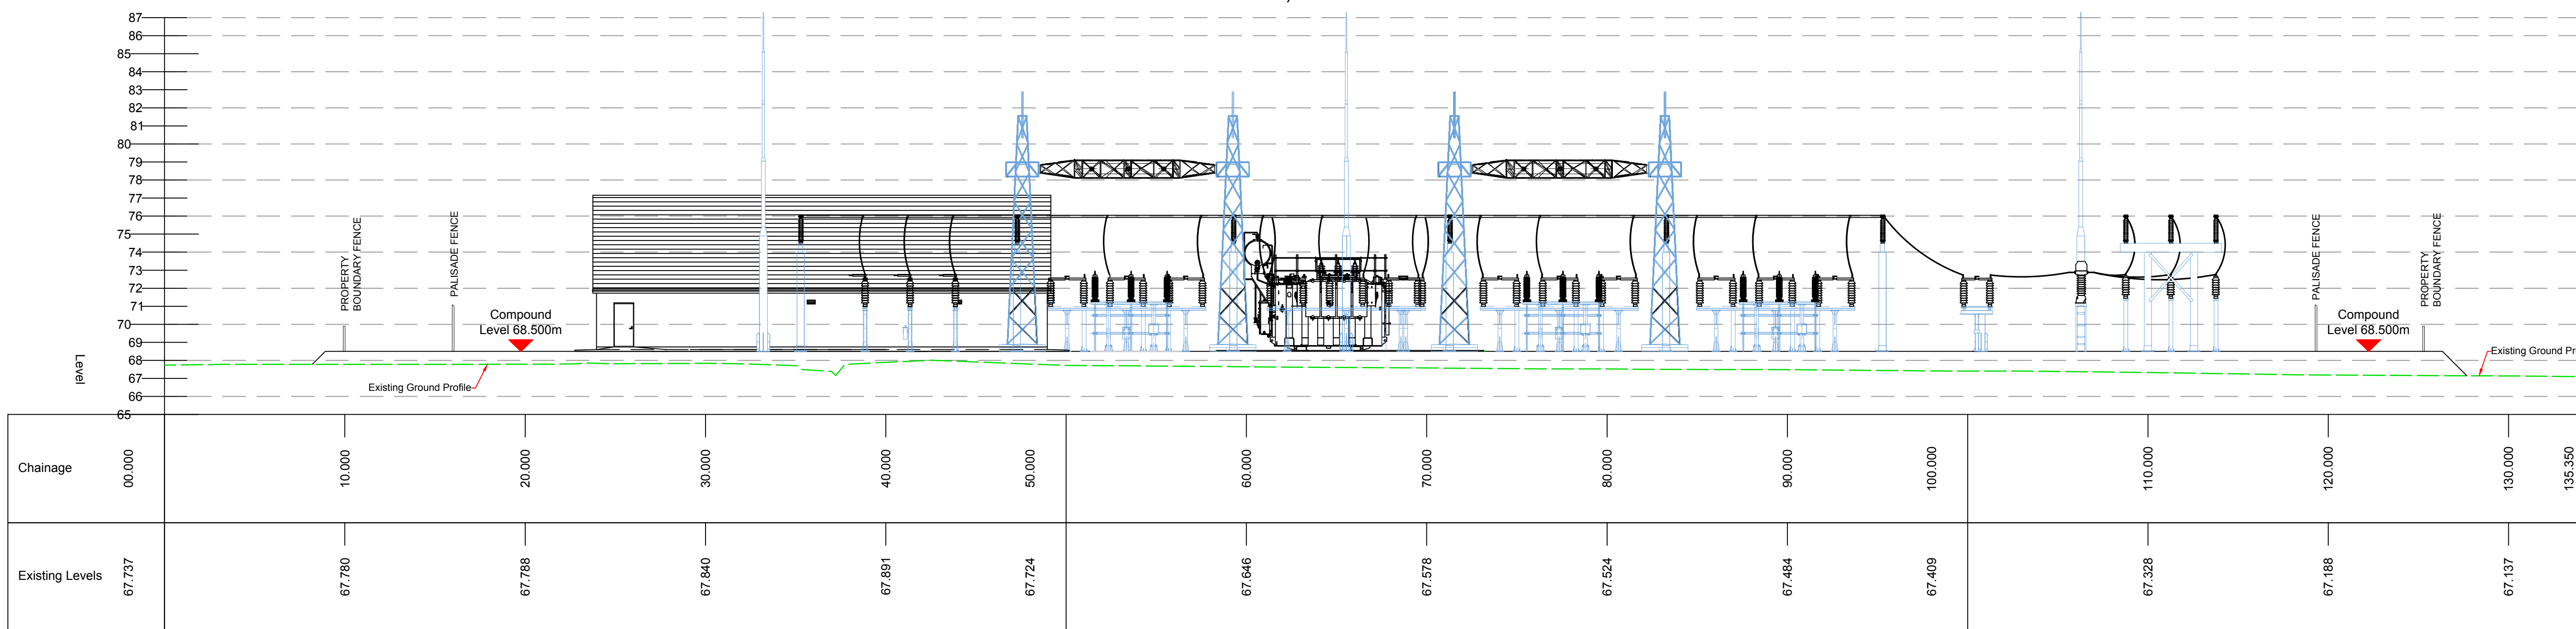 87
86
85
84
83
82
81
80
79
78
77
76
75
74
73
72
71
70
69
68
67
66
65
Level
PROPERTY
BOUNDARY FENCE
PALISADE FENCE
Compound
Level 68.500m
Existing Ground Profile
PALISADE FENCE
Compound
Level 68.500m
PROPERTY
BOUNDARY FENCE
Existing Ground Pr
Chainage 00.000 10.000 20.000 30.000 40.000 50.000 60.000 70.000 80.000 90.000 100.000 110.000 120.000 130.000 135.350
Existing Levels 67.737 67.780 67.788 67.840 67.891 67.724 67.646 67.578 67.524 67.484 67.409 67.328 67.188 67.137